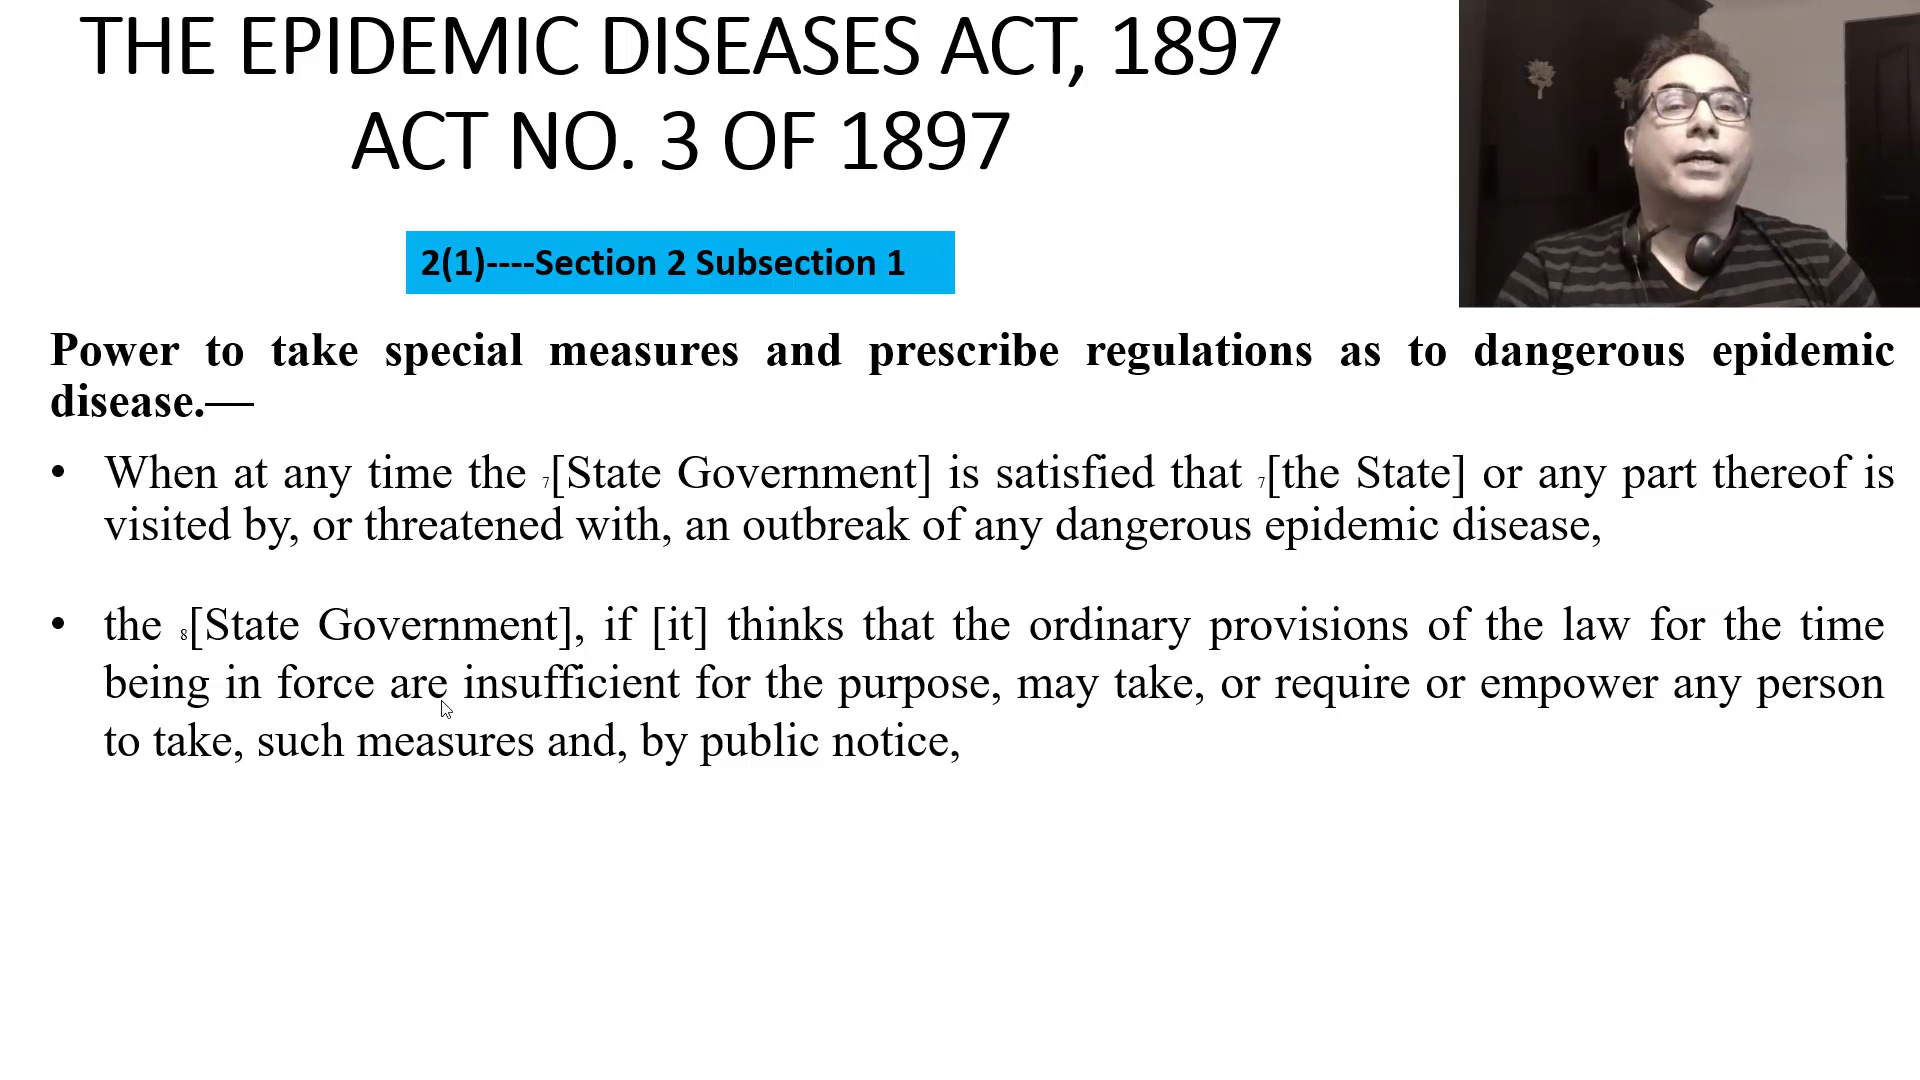 THE EPIDEMIC DISEASES ACT, 1897
ACT NO. 3 OF 1897
2(1)----Section 2 Subsection 1
Power to take special measures and prescribe regulations as to dangerous epidemic
disease.—
• When at any time the 7[State Government] is satisfied that 7[the State] or any part thereof is
visited by, or threatened with, an outbreak of any dangerous epidemic disease,
• the 8[State Government], if [it] thinks that the ordinary provisions of the law for the time
being in force are insufficient for the purpose, may take, or require or empower any person
to take, such measures and, by public notice,